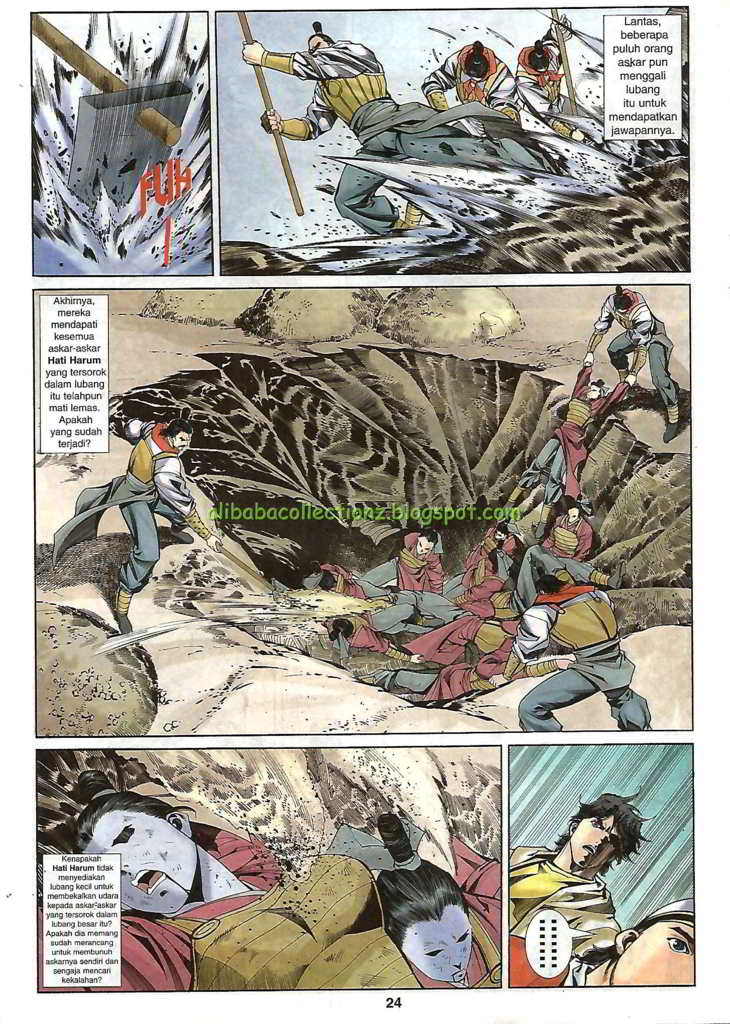 Lantas,
beberapa
puluh orang
askar pun
menggali
lubang
itu untuk
mendapatkan
jawapannya.
FUH
!
Akhirnya,
mereka
mendapati
kesemua
askar-askar
Hati Harum
yang tersorok
dalam lubang
itu telahpun
mati lemas.
Apakah
yang sudah
terjadi?
alibabacollectionz.blogspot.com
Kenapakah
Hati Harum tidak
menyediakan
lubang kecil untuk
membekalkan udara
kepada askar-askar
yang tersorok dalam
lubang besar itu?
Apakah dia memang
sudah merancang
untuk membunuh
askarnya sendiri dan
sengaja mencari
kekalahan?
24